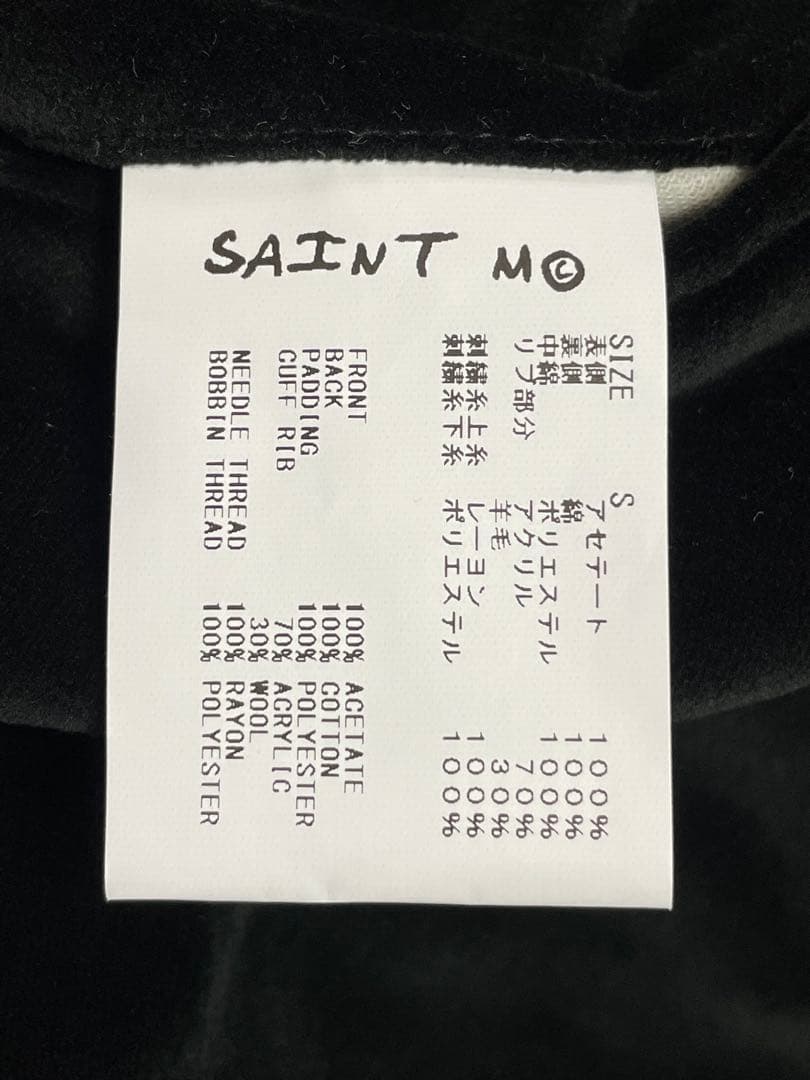 SAINT M©
SIZE S
表側 アセテート 100%
裏側 綿 100%
中綿 ポリエステル 100%
リブ部分 アクリル 70%
羊毛 30%
刺繍糸上糸 レーヨン 100%
刺繍糸下糸 ポリエステル 100%
FRONT 100% ACETATE
BACK 100% COTTON
PADDING 100% POLYESTER
CUFF RIB 70% ACRYLIC
30% WOOL
NEEDLE THREAD 100% RAYON
BOBBIN THREAD 100% POLYESTER